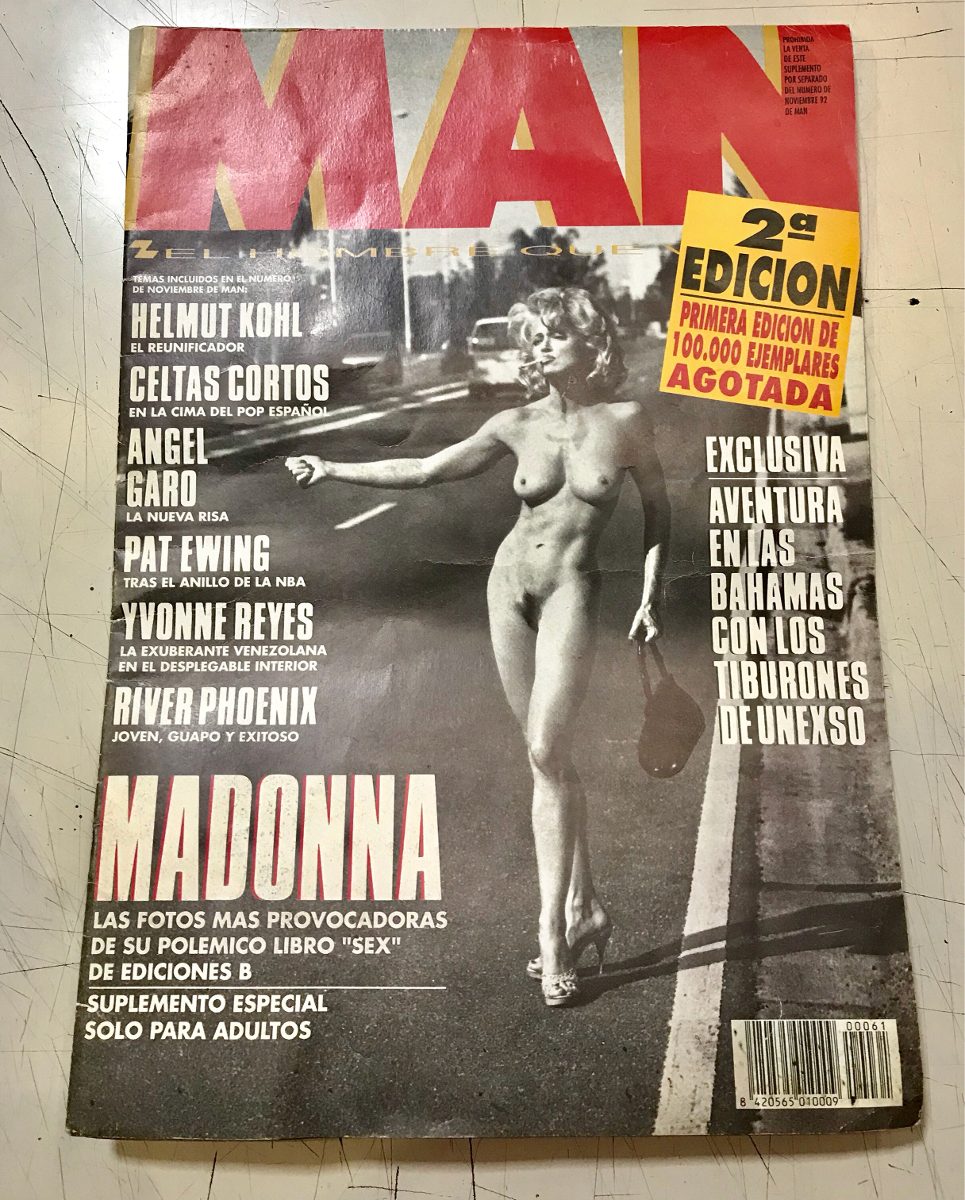 MAN
PROHIBIDA
LA VENTA
DE ESTE
SUPLEMENTO
POR SEPARADO
DEL NUMERO DE
NOVIEMBRE 92
DE MAN
EL HOMBRE QUE
2ª
EDICION
PRIMERA EDICION DE
100.000 EJEMPLARES
AGOTADA
TEMAS INCLUIDOS EN EL NUMERO
DE NOVIEMBRE DE MAN:
HELMUT KOHL
EL REUNIFICADOR
CELTAS CORTOS
EN LA CIMA DEL POP ESPAÑOL
ANGEL
GARO
LA NUEVA RISA
PAT EWING
TRAS EL ANILLO DE LA NBA
YVONNE REYES
LA EXUBERANTE VENEZOLANA
EN EL DESPLEGABLE INTERIOR
RIVER PHOENIX
JOVEN, GUAPO Y EXITOSO
EXCLUSIVA
AVENTURA
EN LAS
BAHAMAS
CON LOS
TIBURONES
DE UNEXSO
MADONNA
LAS FOTOS MAS PROVOCADORAS
DE SU POLEMICO LIBRO "SEX"
DE EDICIONES B
SUPLEMENTO ESPECIAL
SOLO PARA ADULTOS
00061
8 420565 010009